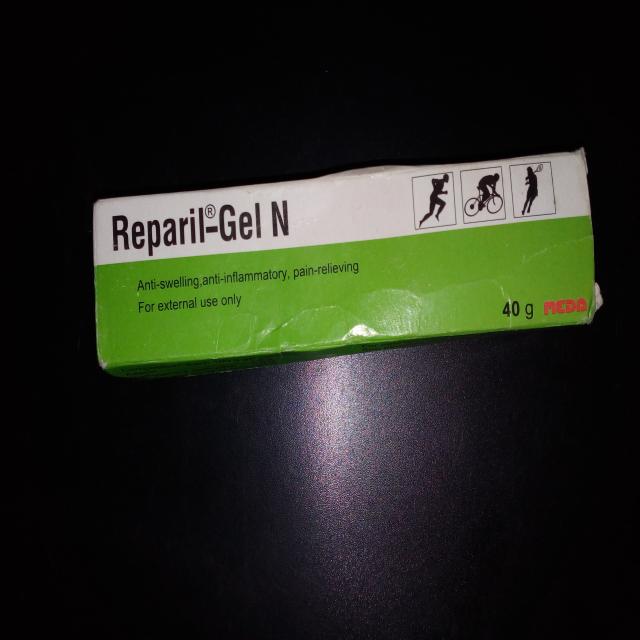 Reparil®-Gel N
Anti-swelling,anti-inflammatory, pain-relieving
For external use only
40 g MEDA